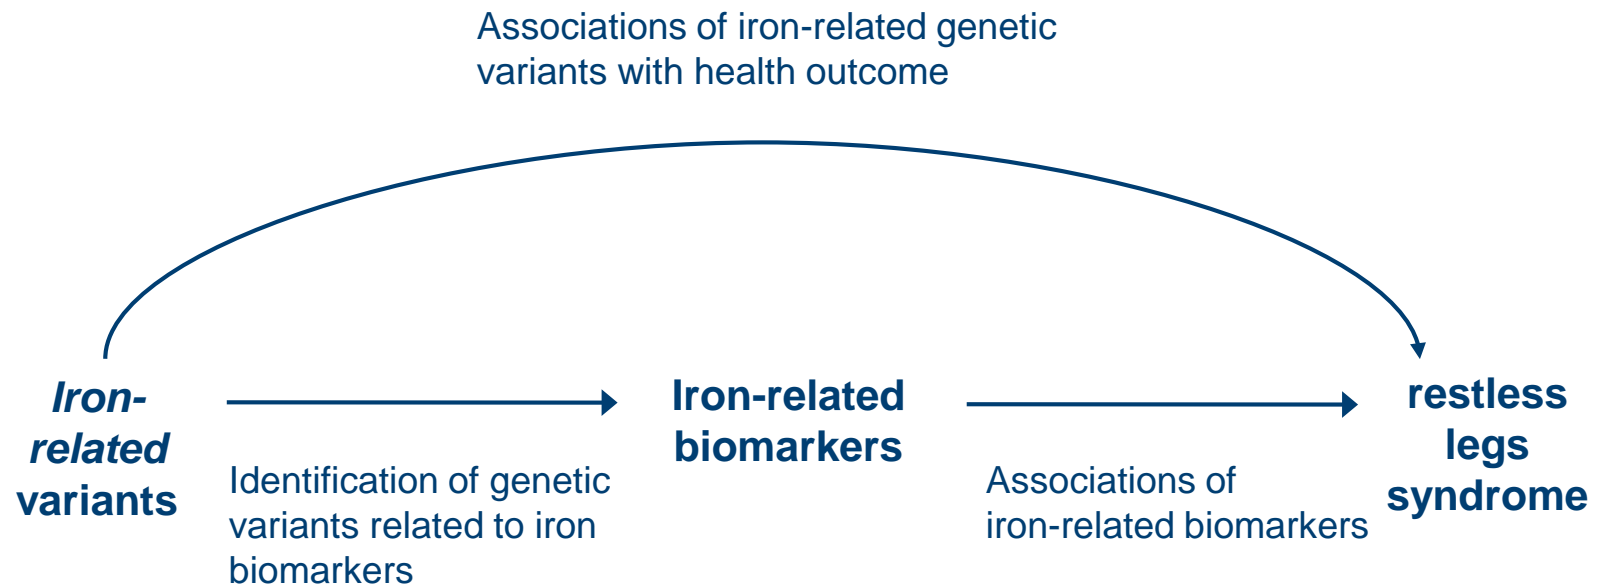 Associations of iron-related genetic
variants with health outcome
Iron-
related
variants
Identification of genetic
variants related to iron
biomarkers
Iron-related
biomarkers
Associations of
iron-related biomarkers
restless
legs
syndrome